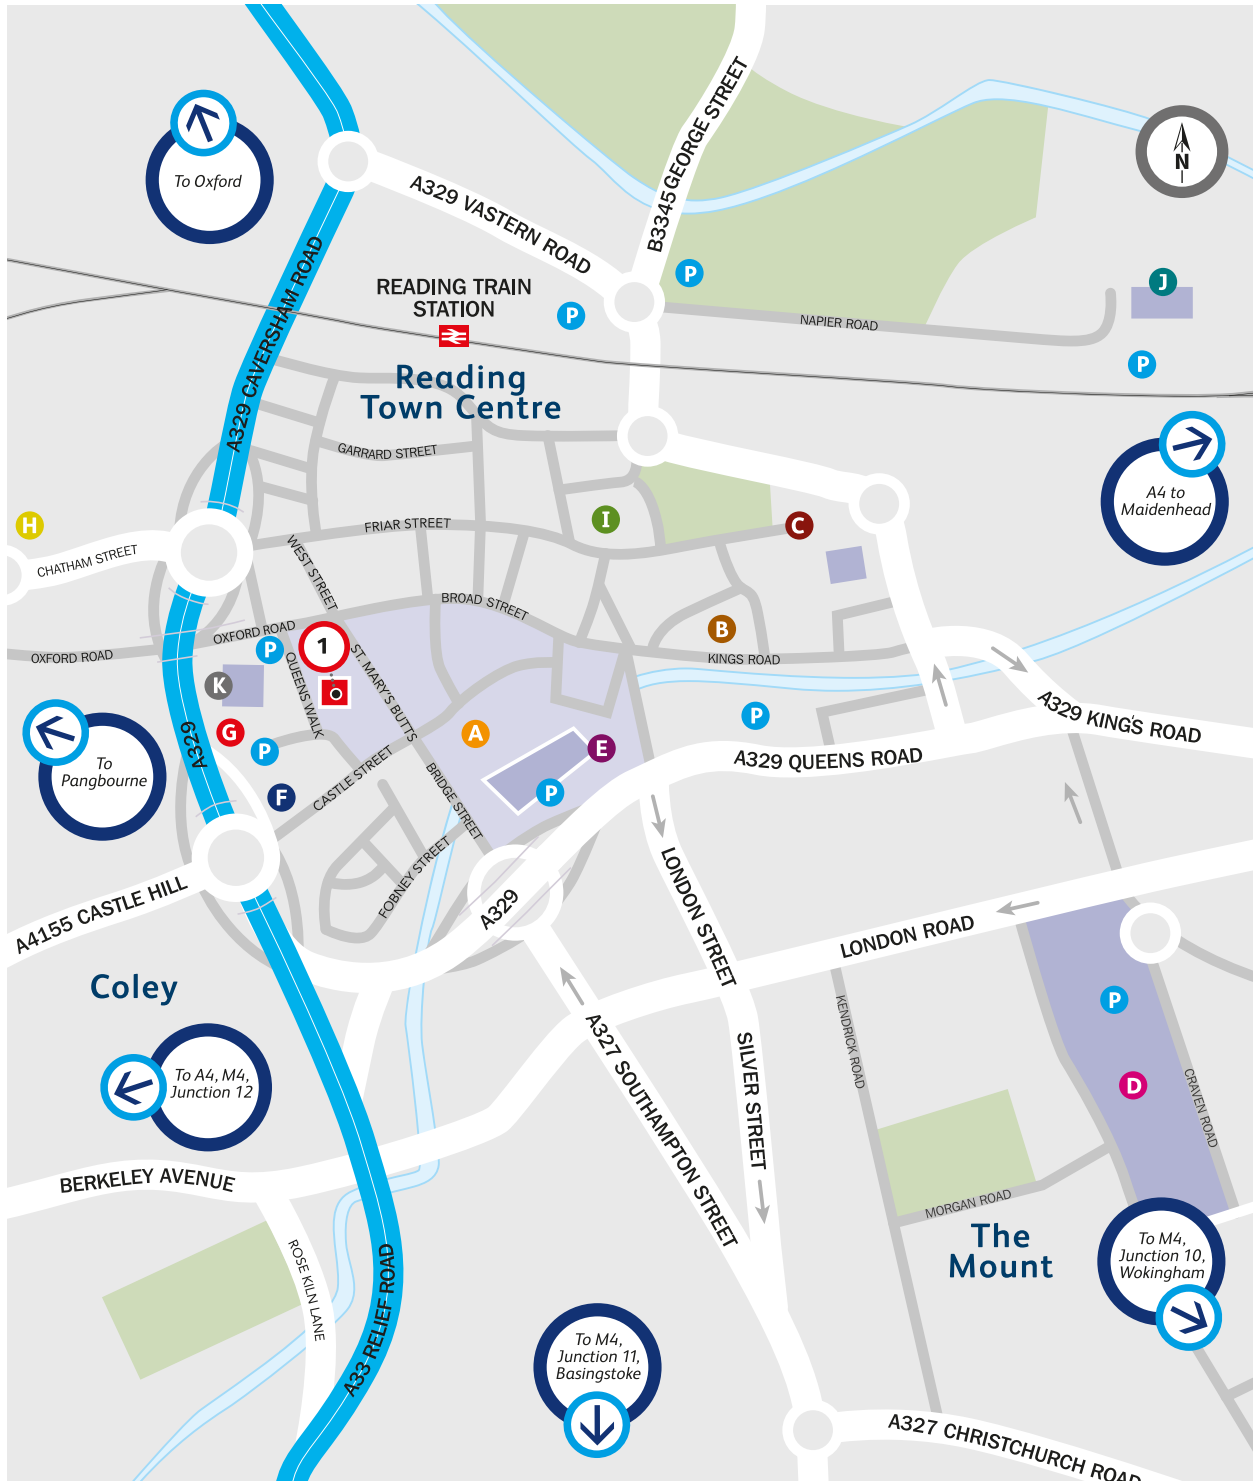 To Oxford
A329 VASTERN ROAD
B3345 GEORGE STREET
N
A329 CAVERSHAM ROAD
READING TRAIN
STATION
P
P
J
NAPIER ROAD
P
Reading
Town Centre
GARRARD STREET
A4 to
Maidenhead
H
CHATHAM STREET
FRIAR STREET
I
C
WEST STREET
BROAD STREET
OXFORD ROAD
OXFORD ROAD
P
1
B
KINGS ROAD
K
QUEENS WALK
ST. MARY'S BUTTS
G
P
A329
A
E
P
A329 KING'S ROAD
A329 QUEENS ROAD
To
Pangbourne
F
CASTLE STREET
BRIDGE STREET
P
FOBNEY STREET
A4155 CASTLE HILL
A329
LONDON STREET
LONDON ROAD
Coley
P
KENDRICK ROAD
To A4, M4,
Junction 12
A327 SOUTHAMPTON STREET
SILVER STREET
D
CRAVEN ROAD
BERKELEY AVENUE
MORGAN ROAD
The
Mount
To M4,
Junction 10,
Wokingham
ROSE KILN LANE
A33 RELIEF ROAD
To M4,
Junction 11,
Basingstoke
A327 CHRISTCHURCH ROAD